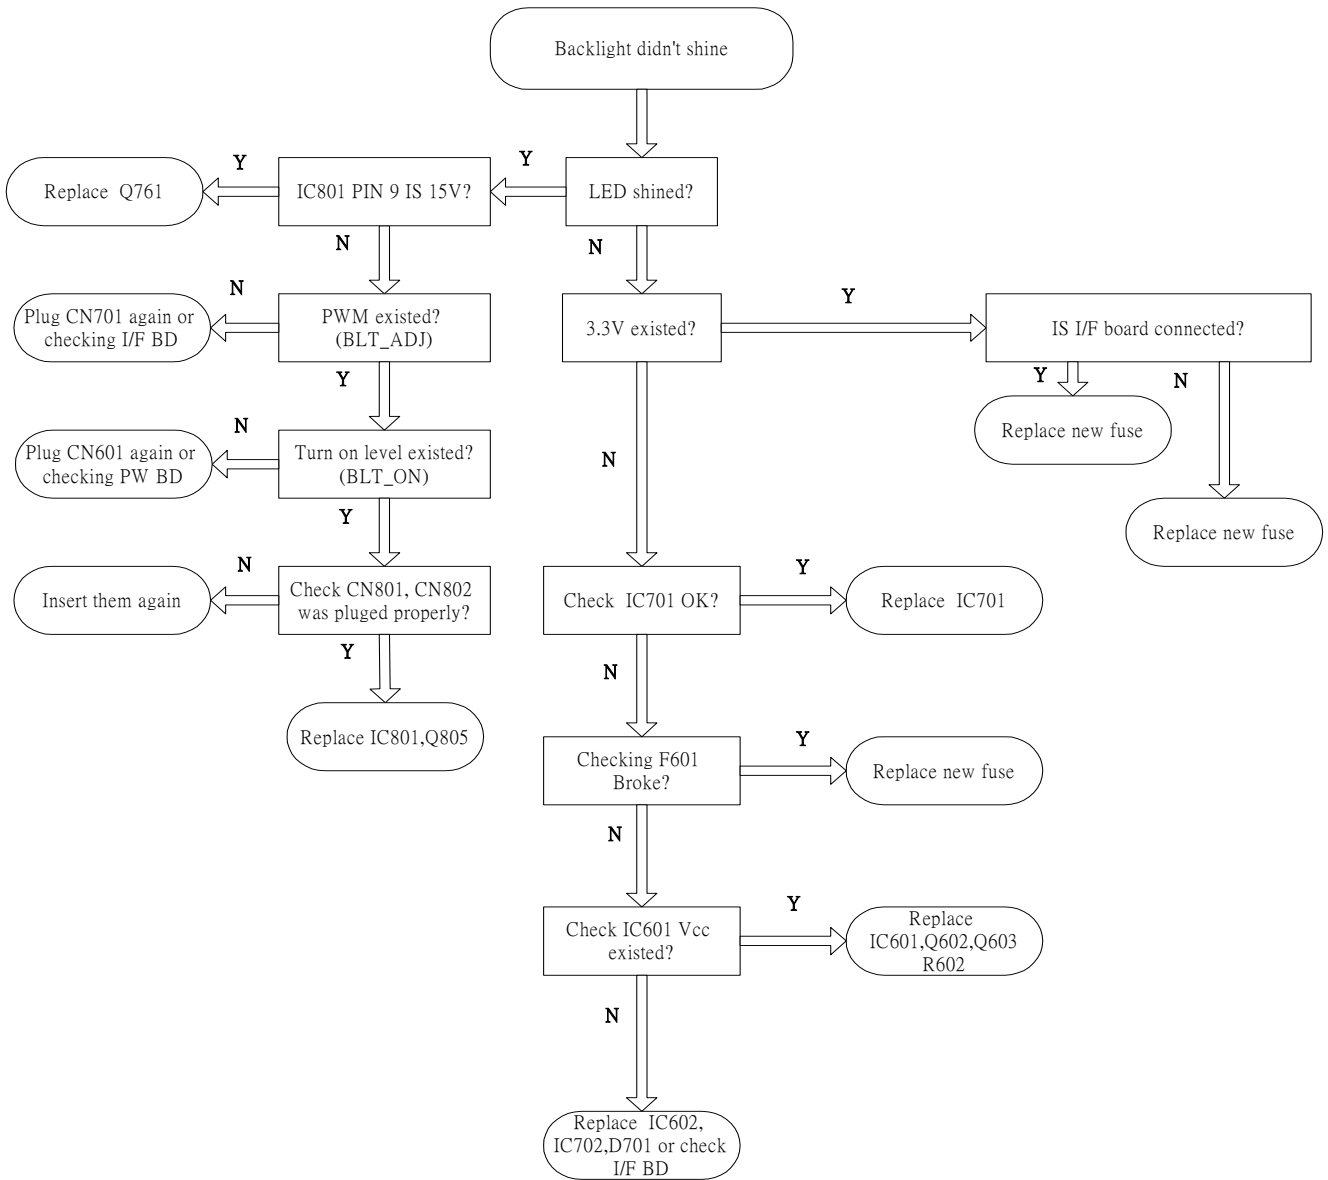 Backlight didn't shine
Y
Y
Replace Q761
IC801 PIN 9 IS 15V?
LED shined?
N
N
N
Y
Plug CN701 again or
checking I/F BD
PWM existed?
(BLT_ADJ)
3.3V existed?
IS I/F board connected?
Y
Y
N
N
Replace new fuse
Plug CN601 again or
checking PW BD
Turn on level existed?
(BLT_ON)
N
Y
Replace new fuse
N
Y
Insert them again
Check CN801, CN802
was pluged properly?
Check IC701 OK?
Replace IC701
Y
N
Replace IC801,Q805
Y
Checking F601
Broke?
Replace new fuse
N
Y
Check IC601 Vcc
existed?
Replace
IC601,Q602,Q603
R602
N
Replace IC602,
IC702,D701 or check
I/F BD